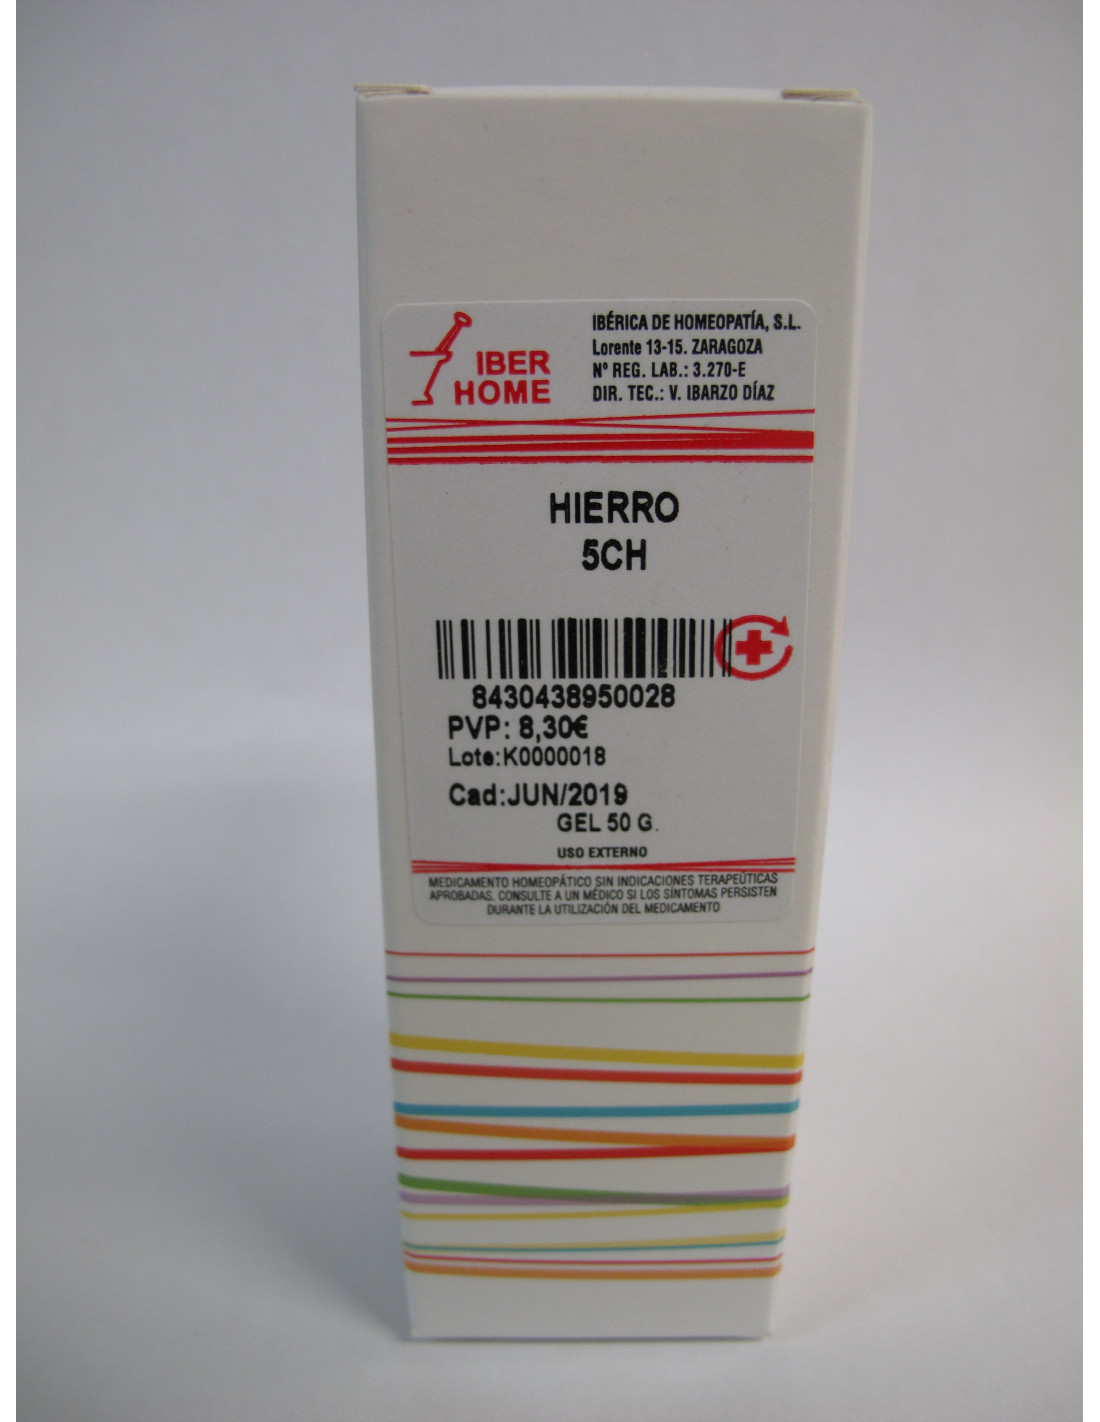 IBER
HOME
IBÉRICA DE HOMEOPATÍA, S.L.
Lorente 13-15. ZARAGOZA
Nº REG. LAB.: 3.270-E
DIR. TEC.: V. IBARZO DÍAZ
HIERRO
5CH
8430438950028
PVP: 8,30€
Lote:K0000018
Cad:JUN/2019
GEL 50 G.
USO EXTERNO
MEDICAMENTO HOMEOPÁTICO SIN INDICACIONES TERAPEÚTICAS
APROBADAS. CONSULTE A UN MÉDICO SI LOS SÍNTOMAS PERSISTEN
DURANTE LA UTILIZACIÓN DEL MEDICAMENTO